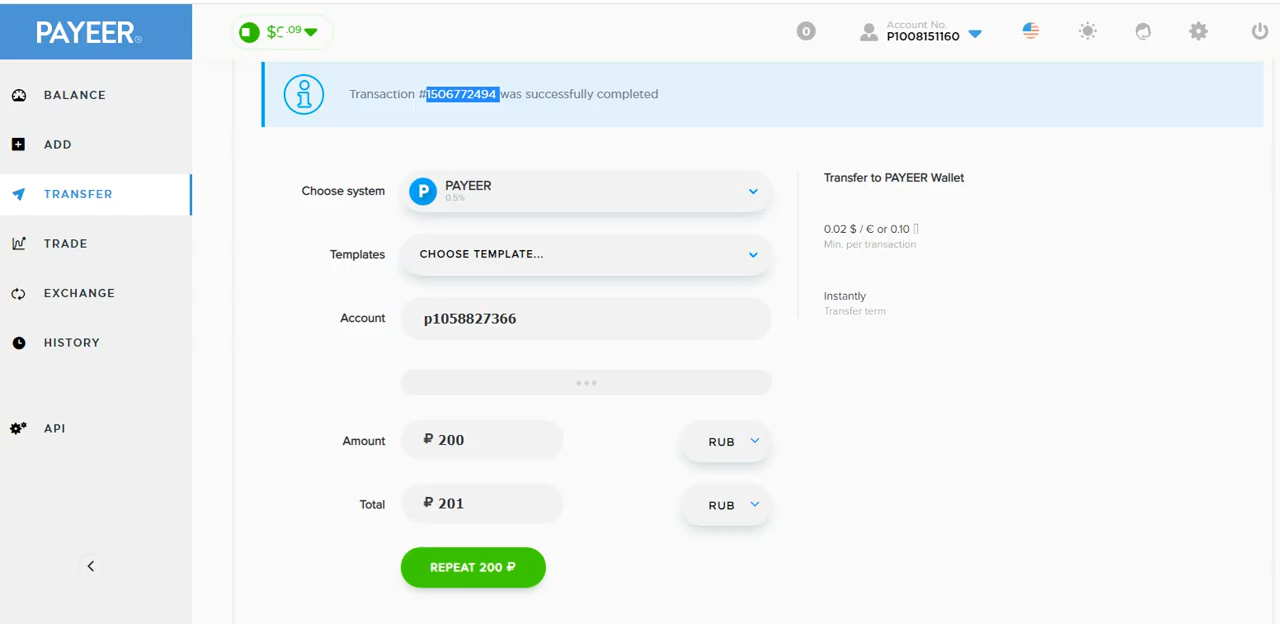 PAYEER®
.09
0
Account No.
P1008151160
BALANCE
ADD
TRANSFER
TRADE
EXCHANGE
HISTORY
API
Transaction #1506772494 was successfully completed
Choose system
PAYEER
0.5%
Templates
CHOOSE TEMPLATE...
Account
p1058827366
Amount
₽ 200
RUB
Total
₽ 201
RUB
REPEAT 200 ₽
Transfer to PAYEER Wallet
0.02 $ / € or 0.10
Min. per transaction
Instantly
Transfer term